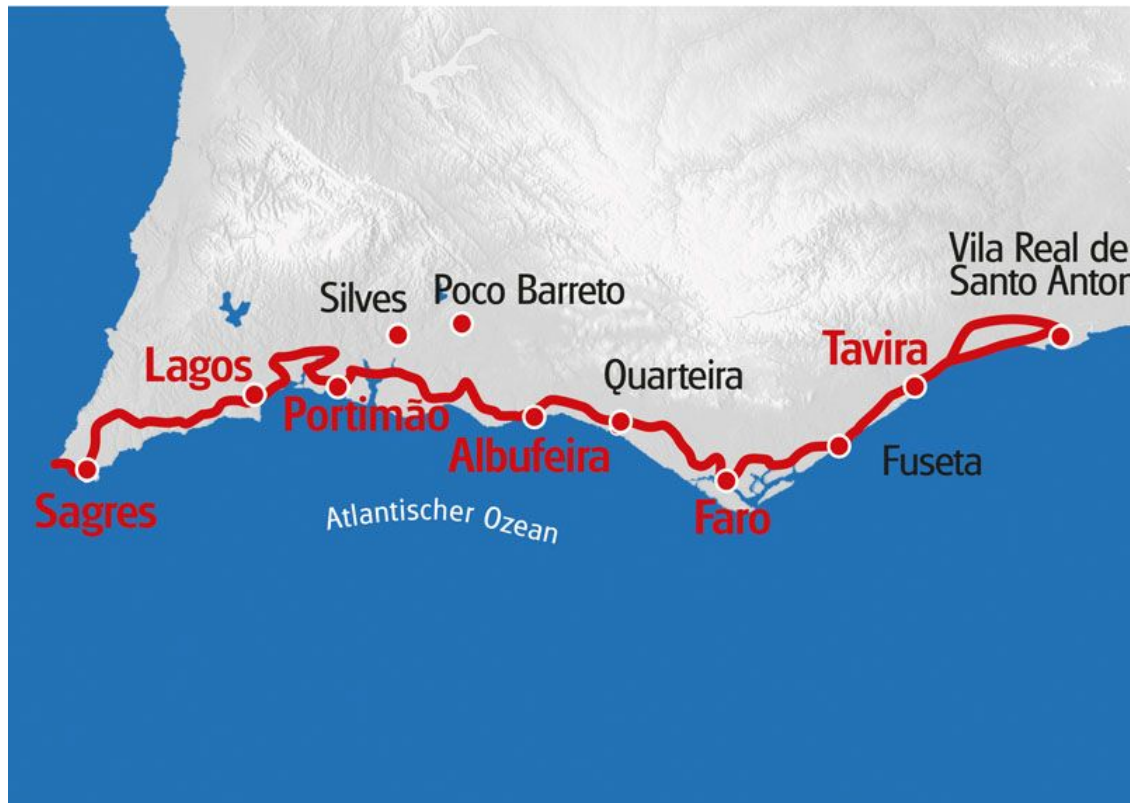 Vila Real de
Santo Anton
Silves
Poco Barreto
Lagos
Tavira
Portimão
Quarteira
Albufeira
Fuseta
Sagres
Faro
Atlantischer Ozean